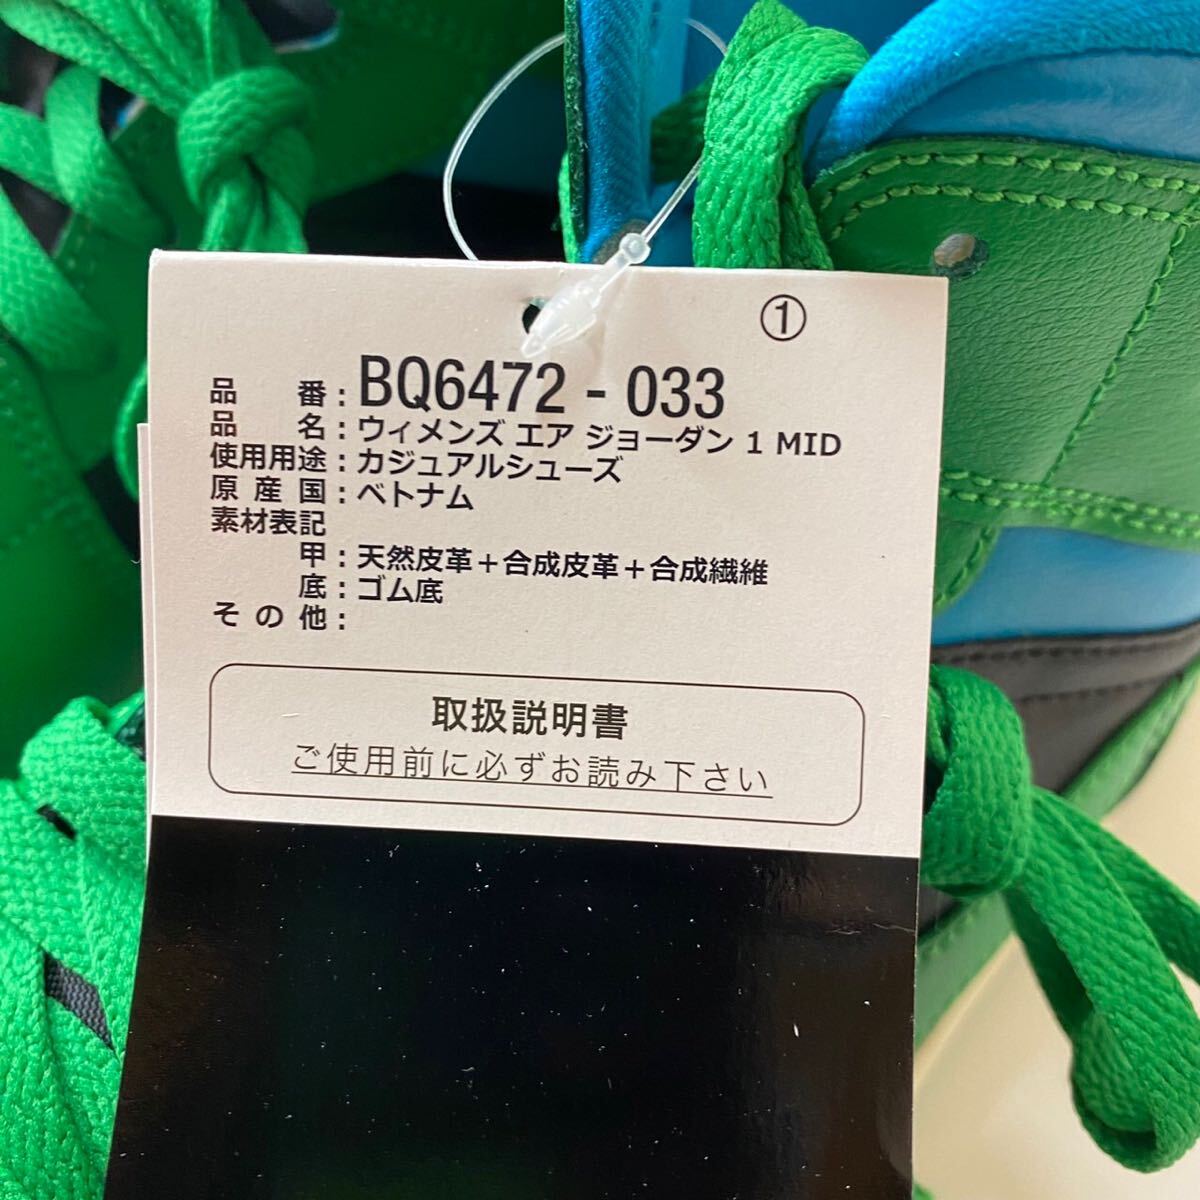 ①
品番：BQ6472 - 033
品名：ウィメンズ エア ジョーダン 1 MID
使用用途：カジュアルシューズ
原産国：ベトナム
素材表記
甲：天然皮革＋合成皮革＋合成繊維
底：ゴム底
その他：
取扱説明書
ご使用前に必ずお読み下さい